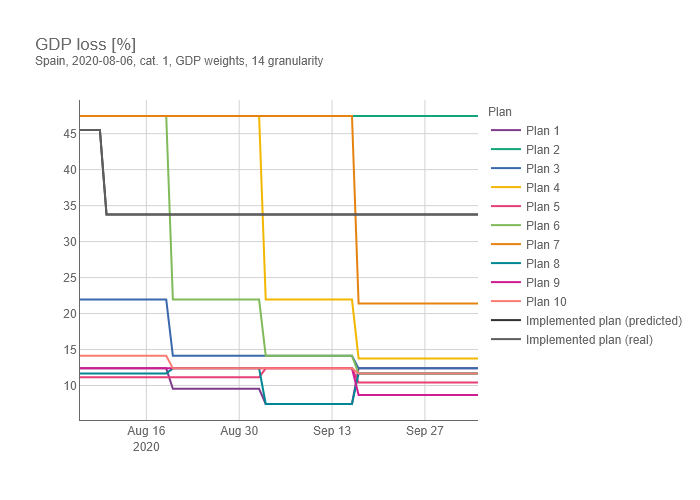 GDP loss [%]
Spain, 2020-08-06, cat. 1, GDP weights, 14 granularity
45
40
35
30
25
20
15
10
Aug 16
2020
Aug 30
Sep 13
Sep 27
Plan
Plan 1
Plan 2
Plan 3
Plan 4
Plan 5
Plan 6
Plan 7
Plan 8
Plan 9
Plan 10
Implemented plan (predicted)
Implemented plan (real)